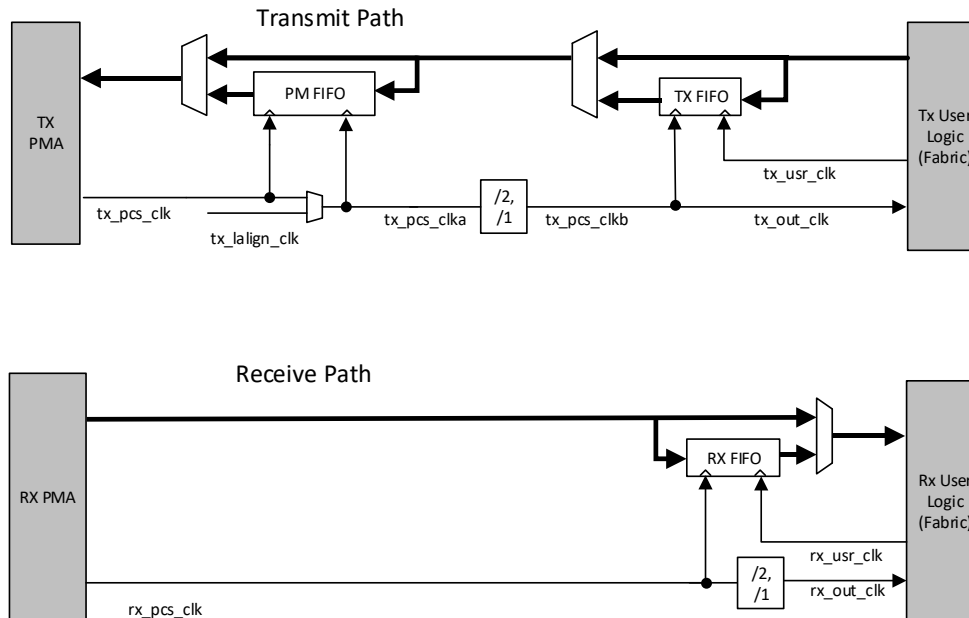 Transmit Path
TX
PMA
PM FIFO
TX FIFO
Tx User
Logic
(Fabric)
tx_usr_clk
tx_pcs_clk
tx_lalign_clk
tx_pcs_clka
/2,
/1
tx_pcs_clkb
tx_out_clk
Receive Path
RX PMA
RX FIFO
Rx User
Logic
(Fabric)
rx_usr_clk
/2,
/1
rx_out_clk
rx_pcs_clk